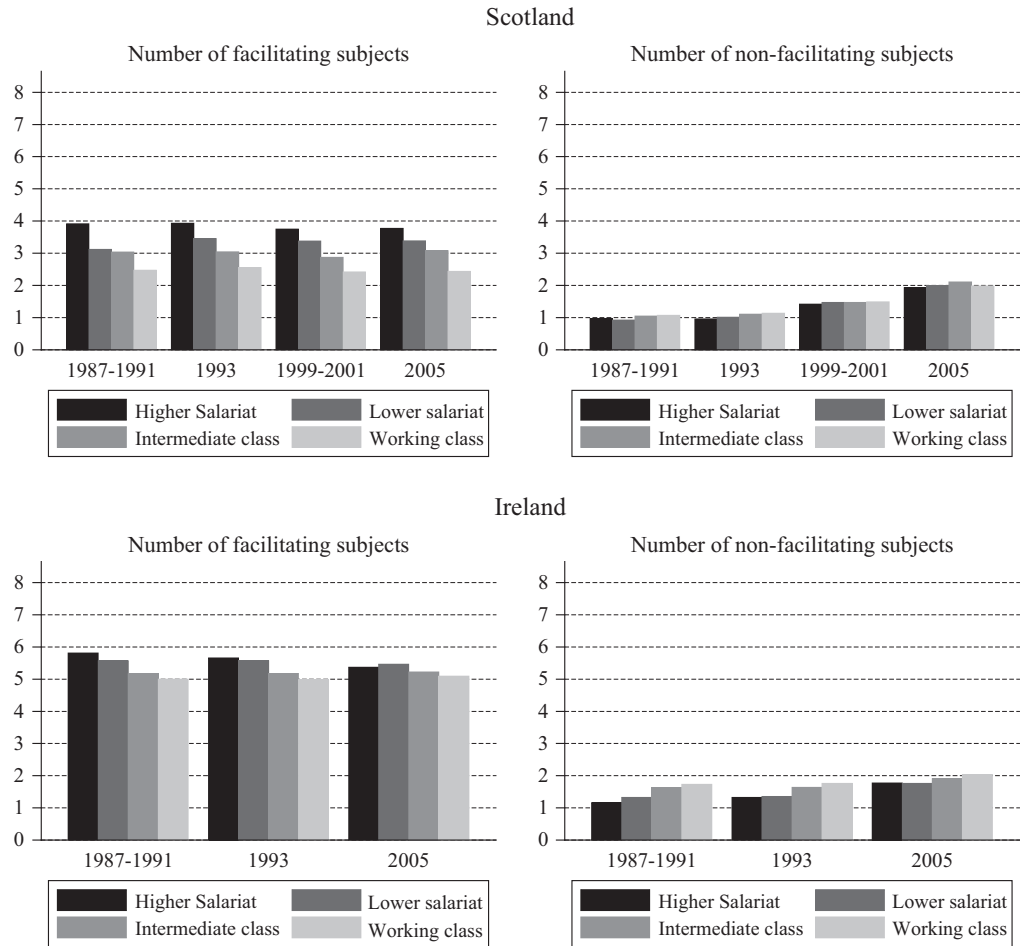 Scotland
Number of facilitating subjects
8
7
6
5
4
3
2
1
0
1987-1991 1993 1999-2001 2005
Higher Salariat Lower salariat
Intermediate class Working class
Number of non-facilitating subjects
8
7
6
5
4
3
2
1
0
1987-1991 1993 1999-2001 2005
Higher Salariat Lower salariat
Intermediate class Working class
Ireland
Number of facilitating subjects
8
7
6
5
4
3
2
1
0
1987-1991 1993 2005
Higher Salariat Lower salariat
Intermediate class Working class
Number of non-facilitating subjects
8
7
6
5
4
3
2
1
0
1987-1991 1993 2005
Higher Salariat Lower salariat
Intermediate class Working class